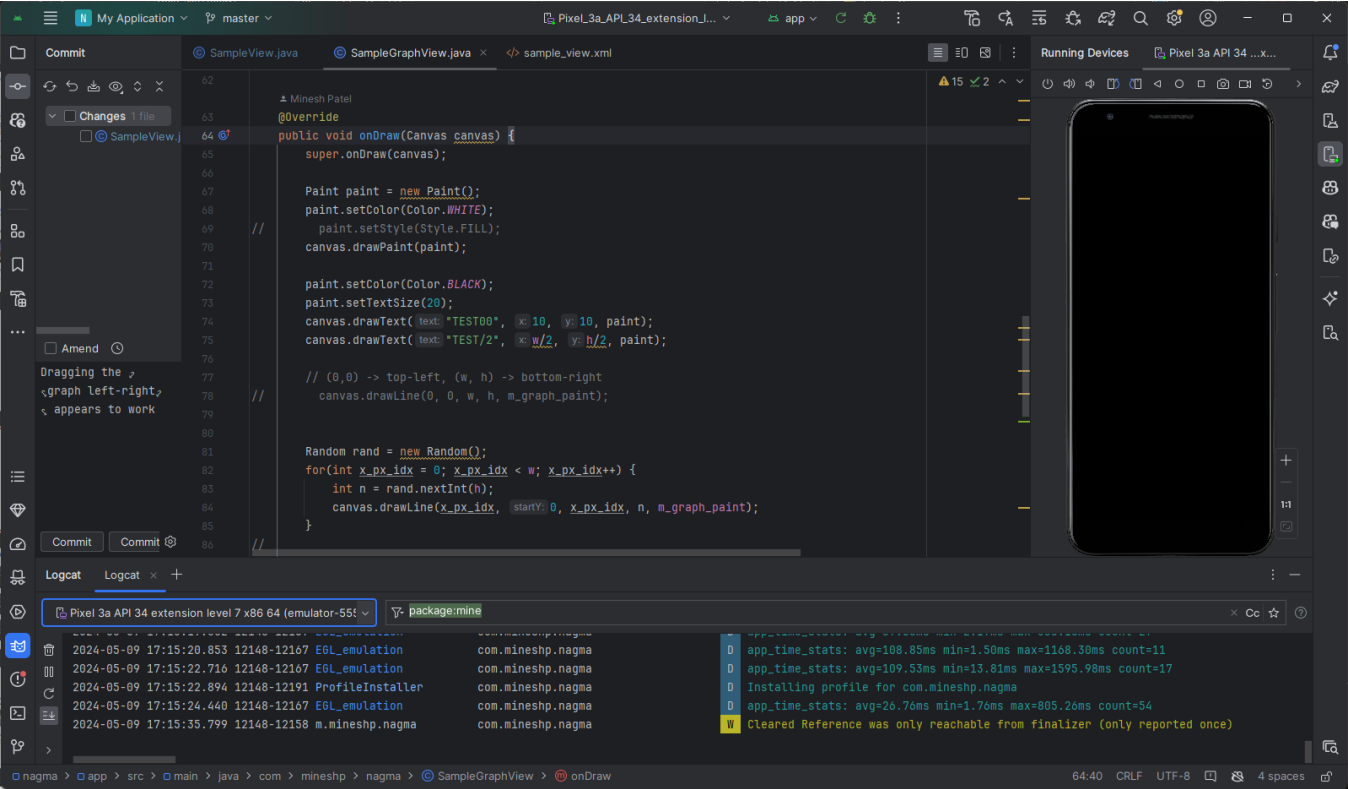 N My Application master Pixel_3a_API_34_extension_l... app
Commit SampleView.java SampleGraphView.java sample_view.xml Running Devices Pixel 3a API 34 ...x...
Changes 1 file
SampleView.j
15 2
62
Minesh Patel
63 @Override
64 public void onDraw(Canvas canvas) {
65 super.onDraw(canvas);
66
67 Paint paint = new Paint();
68 paint.setColor(Color.WHITE);
69 // paint.setStyle(Style.FILL);
70 canvas.drawPaint(paint);
71
72 paint.setColor(Color.BLACK);
73 paint.setTextSize(20);
74 canvas.drawText( text: "TEST00", x: 10, y: 10, paint);
75 canvas.drawText( text: "TEST/2", x: w/2, y: h/2, paint);
76
77 // (0,0) -> top-left, (w, h) -> bottom-right
78 // canvas.drawLine(0, 0, w, h, m_graph_paint);
79
80
81 Random rand = new Random();
82 for(int x_px_idx = 0; x_px_idx < w; x_px_idx++) {
83 int n = rand.nextInt(h);
84 canvas.drawLine(x_px_idx, startY: 0, x_px_idx, n, m_graph_paint);
85 }
86 //
Amend
Dragging the
graph left-right,
appears to work
Commit Commit
1:1
Logcat Logcat
Pixel 3a API 34 extension level 7 x86 64 (emulator-555 package:mine Cc
2024-05-09 17:15:20.853 12148-12167 EGL_emulation com.mineshp.nagma D app_time_stats: avg=108.85ms min=1.50ms max=1168.30ms count=11
2024-05-09 17:15:22.716 12148-12167 EGL_emulation com.mineshp.nagma D app_time_stats: avg=109.53ms min=13.81ms max=1595.98ms count=17
2024-05-09 17:15:22.894 12148-12191 ProfileInstaller com.mineshp.nagma D Installing profile for com.mineshp.nagma
2024-05-09 17:15:24.440 12148-12167 EGL_emulation com.mineshp.nagma D app_time_stats: avg=26.76ms min=1.76ms max=805.26ms count=54
2024-05-09 17:15:35.799 12148-12158 m.mineshp.nagma com.mineshp.nagma W Cleared Reference was only reachable from finalizer (only reported once)
nagma > app > src > main > java > com > mineshp > nagma > SampleGraphView > onDraw 64:40 CRLF UTF-8 4 spaces